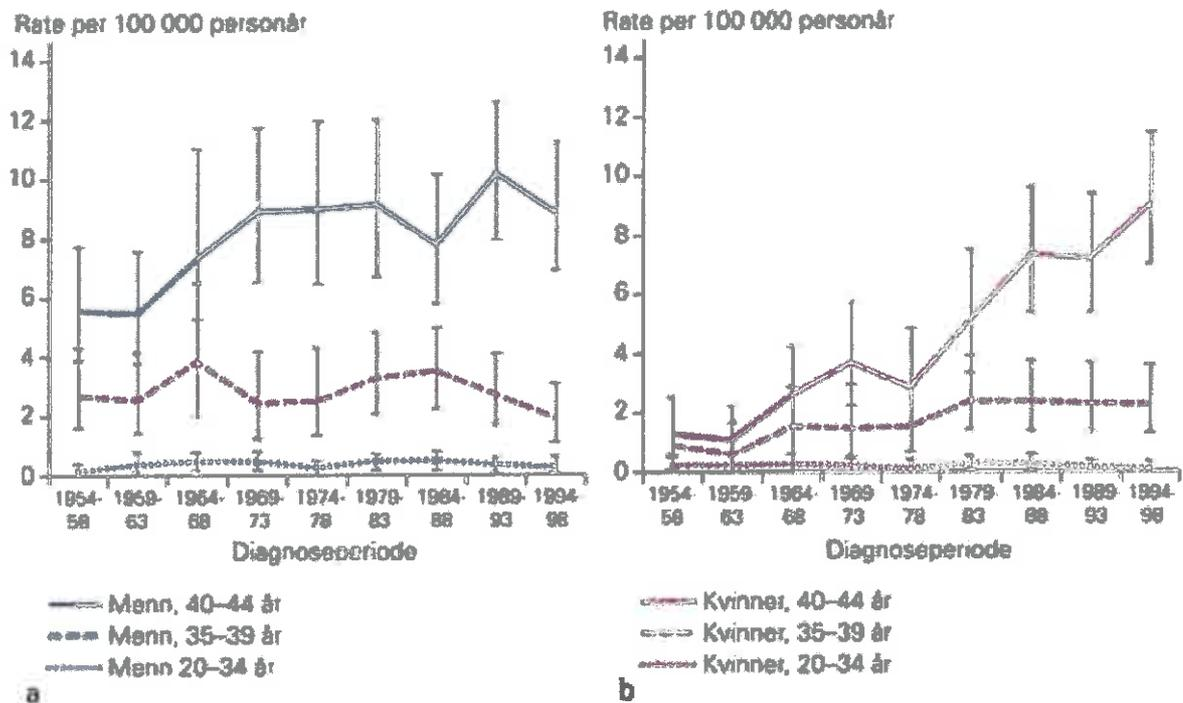 Rate per 100 000 personår
14
12
10
8
6
4
2
0
1954-58
1959-63
1964-68
1969-73
1974-78
1979-83
1984-88
1989-93
1994-98
Diagnoseperiode
Menn, 40–44 år
Menn, 35–39 år
Menn 20–34 år
a
Rate per 100 000 personår
14
12
10
8
6
4
2
0
1954-58
1959-63
1964-68
1969-73
1974-78
1979-83
1984-88
1989-93
1994-98
Diagnoseperiode
Kvinner, 40–44 år
Kvinner, 35–39 år
Kvinner, 20–34 år
b